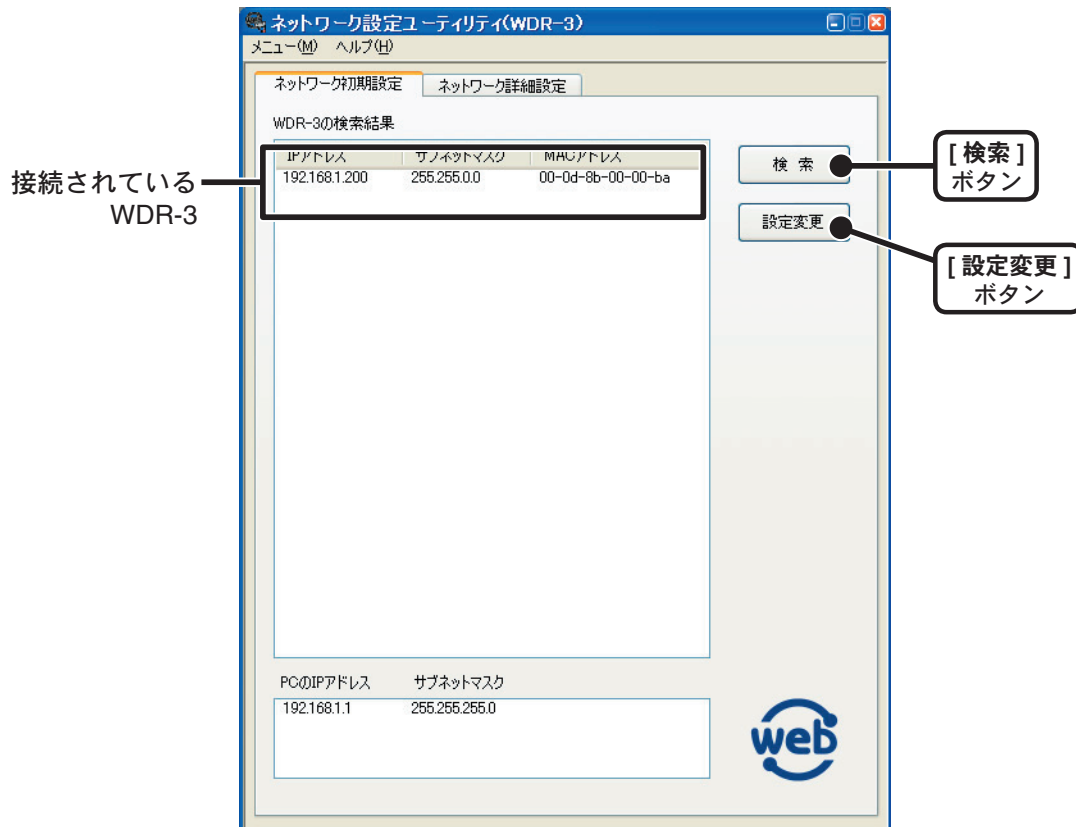 ネットワーク設定ユーティリティ(WDR-3)
メニュー(M) ヘルプ(H)
ネットワーク初期設定 ネットワーク詳細設定
WDR-3の検索結果
IPアドレス サブネットマスク MACアドレス
192.168.1.200 255.255.0.0 00-0d-8b-00-00-ba
検 索
設定変更
接続されている
WDR-3
[ 検索 ]
ボタン
[ 設定変更 ]
ボタン
PCのIPアドレス サブネットマスク
192.168.1.1 255.255.255.0
web